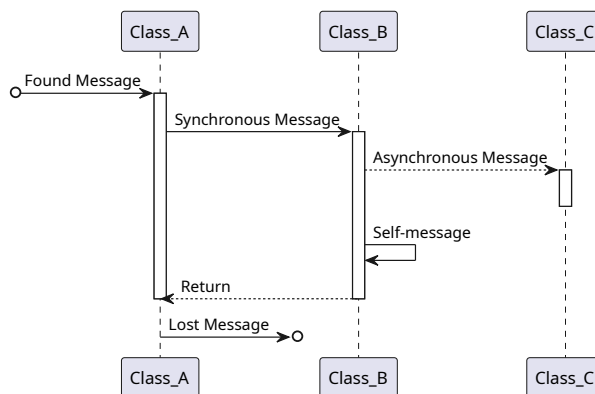 Class_A
Class_B
Class_C
Found Message
Synchronous Message
Asynchronous Message
Self-message
Return
Lost Message
Class_A
Class_B
Class_C